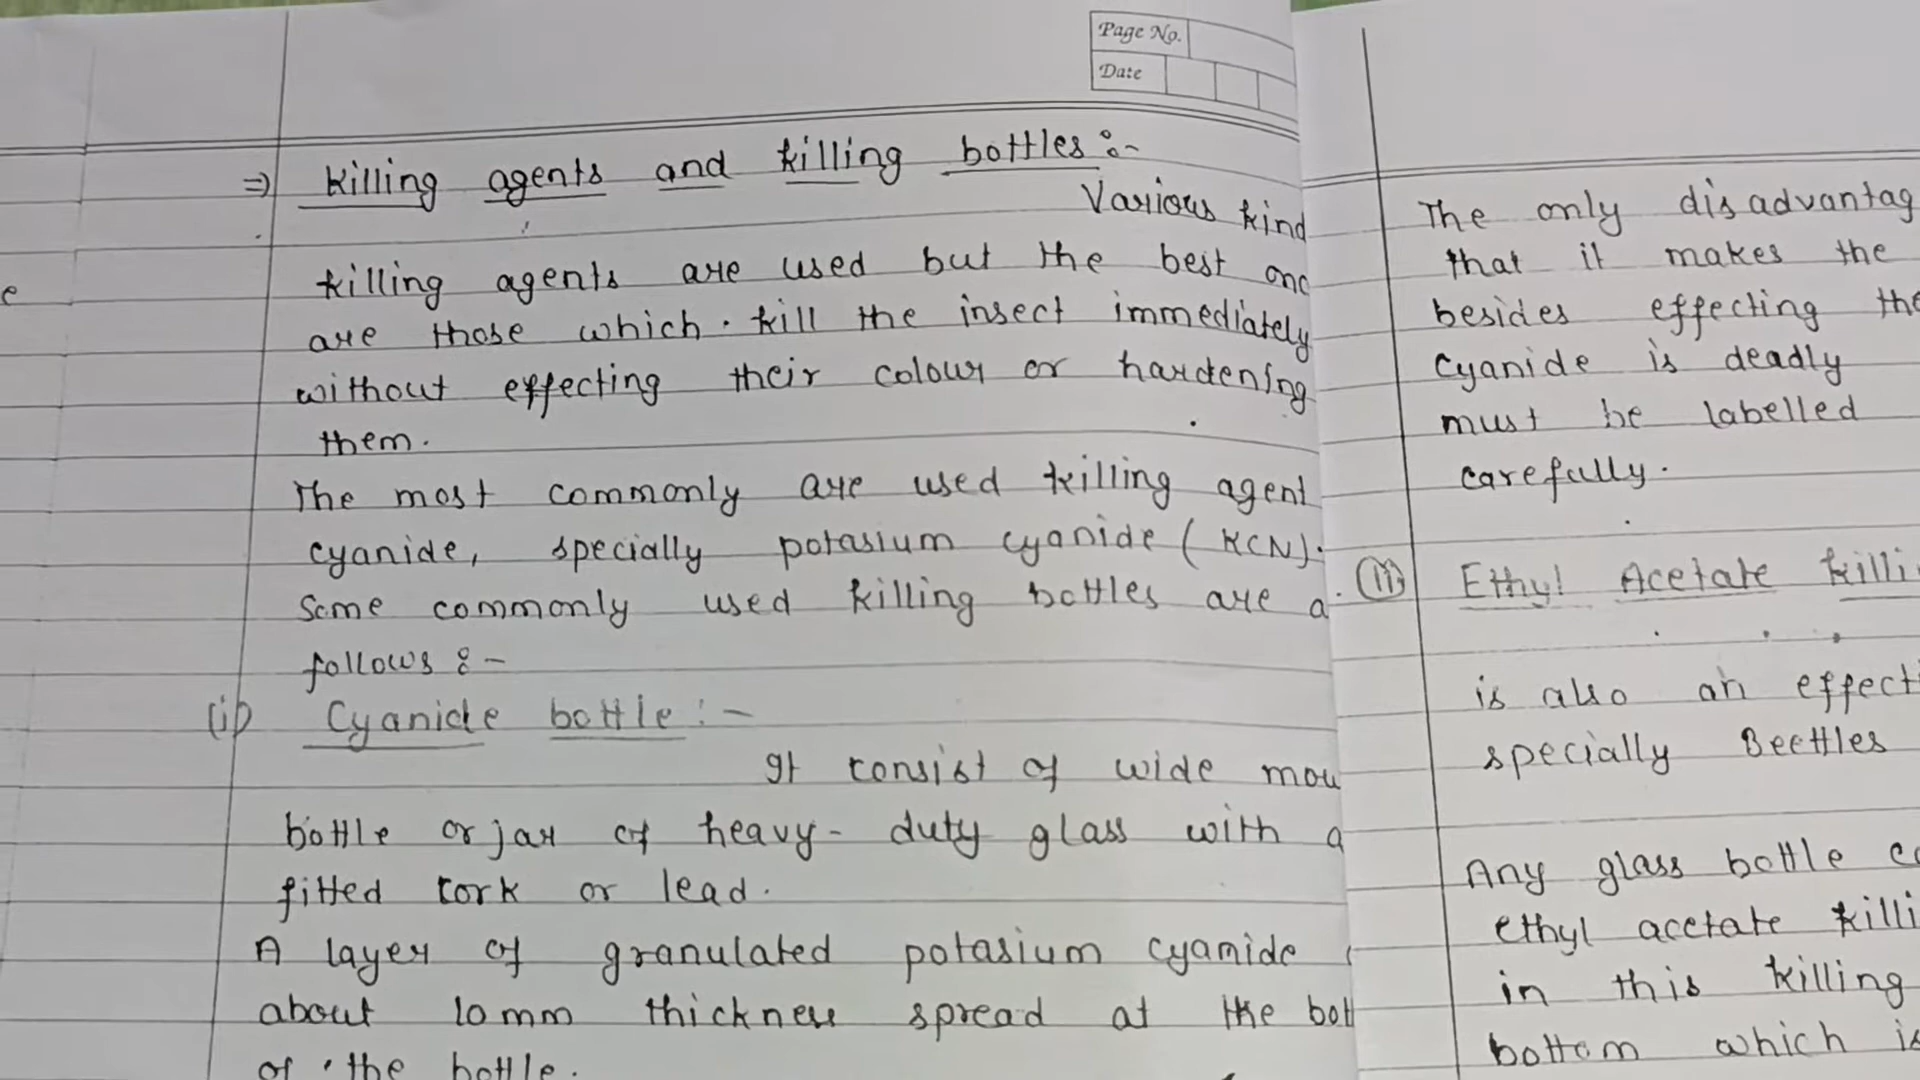 Page No.
Date
=> Killing agents and killing bottles :-
Various kind
killing agents are used but the best one
are those which kill the insect immediately
without effecting their colour or hardening
them.
The most commonly are used killing agent
cyanide, specially potasium cyanide (KCN).
Some commonly used killing bottles are a
follows :-
(i) Cyanide bottle :-
It consist of wide mou
bottle or jar of heavy- duty glass with a
fitted cork or lead.
A layer of granulated potasium cyamide
about 10 mm thickness spread at the bott
of the bottle.
e
The only disadvantag
that it makes the
besides effecting the
cyanide is deadly
must be labelled
carefully.
(ii) Ethyl Acetate killi
is also an effecti
specially Beettles
Any glass bottle co
ethyl acetate killi
in this killing
bottom which is